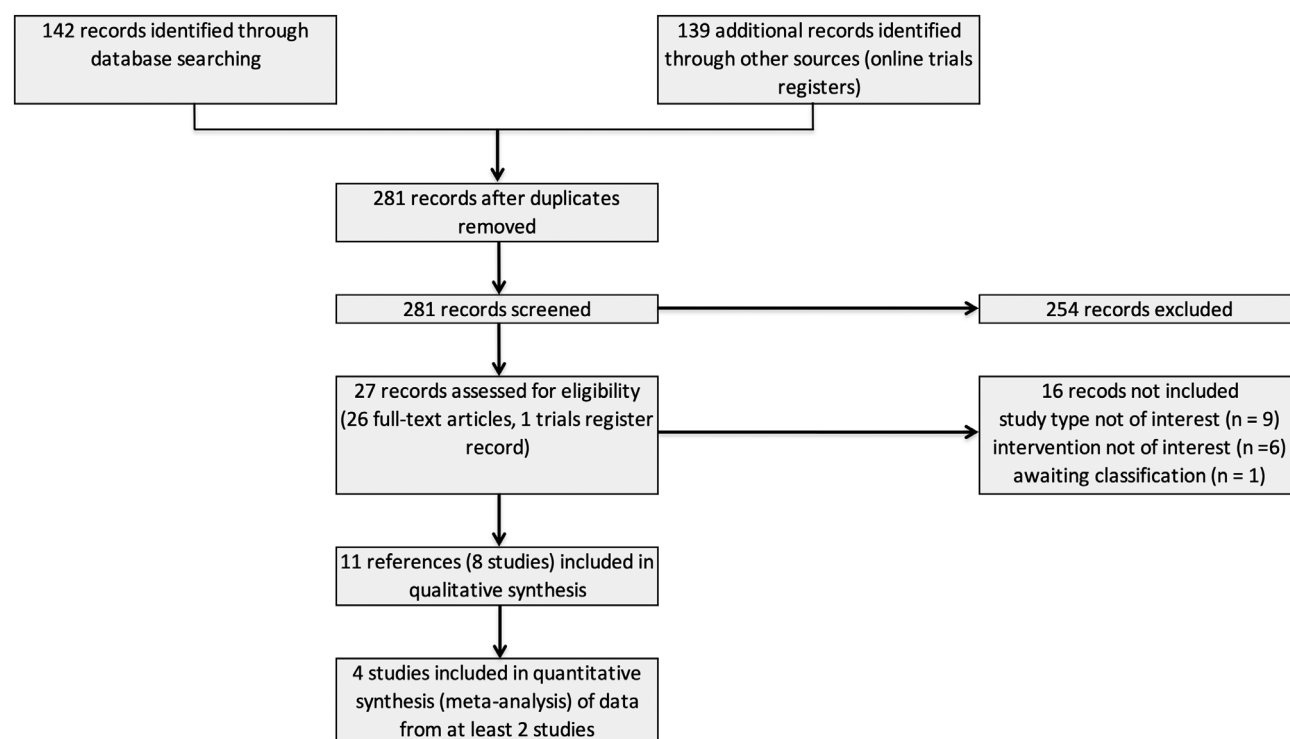 142 records identified through
database searching
139 additional records identified
through other sources (online trials
registers)
281 records after duplicates
removed
281 records screened
254 records excluded
27 records assessed for eligibility
(26 full-text articles, 1 trials register
record)
16 recods not included
study type not of interest (n = 9)
intervention not of interest (n =6)
awaiting classification (n = 1)
11 references (8 studies) included in
qualitative synthesis
4 studies included in quantitative
synthesis (meta-analysis) of data
from at least 2 studies